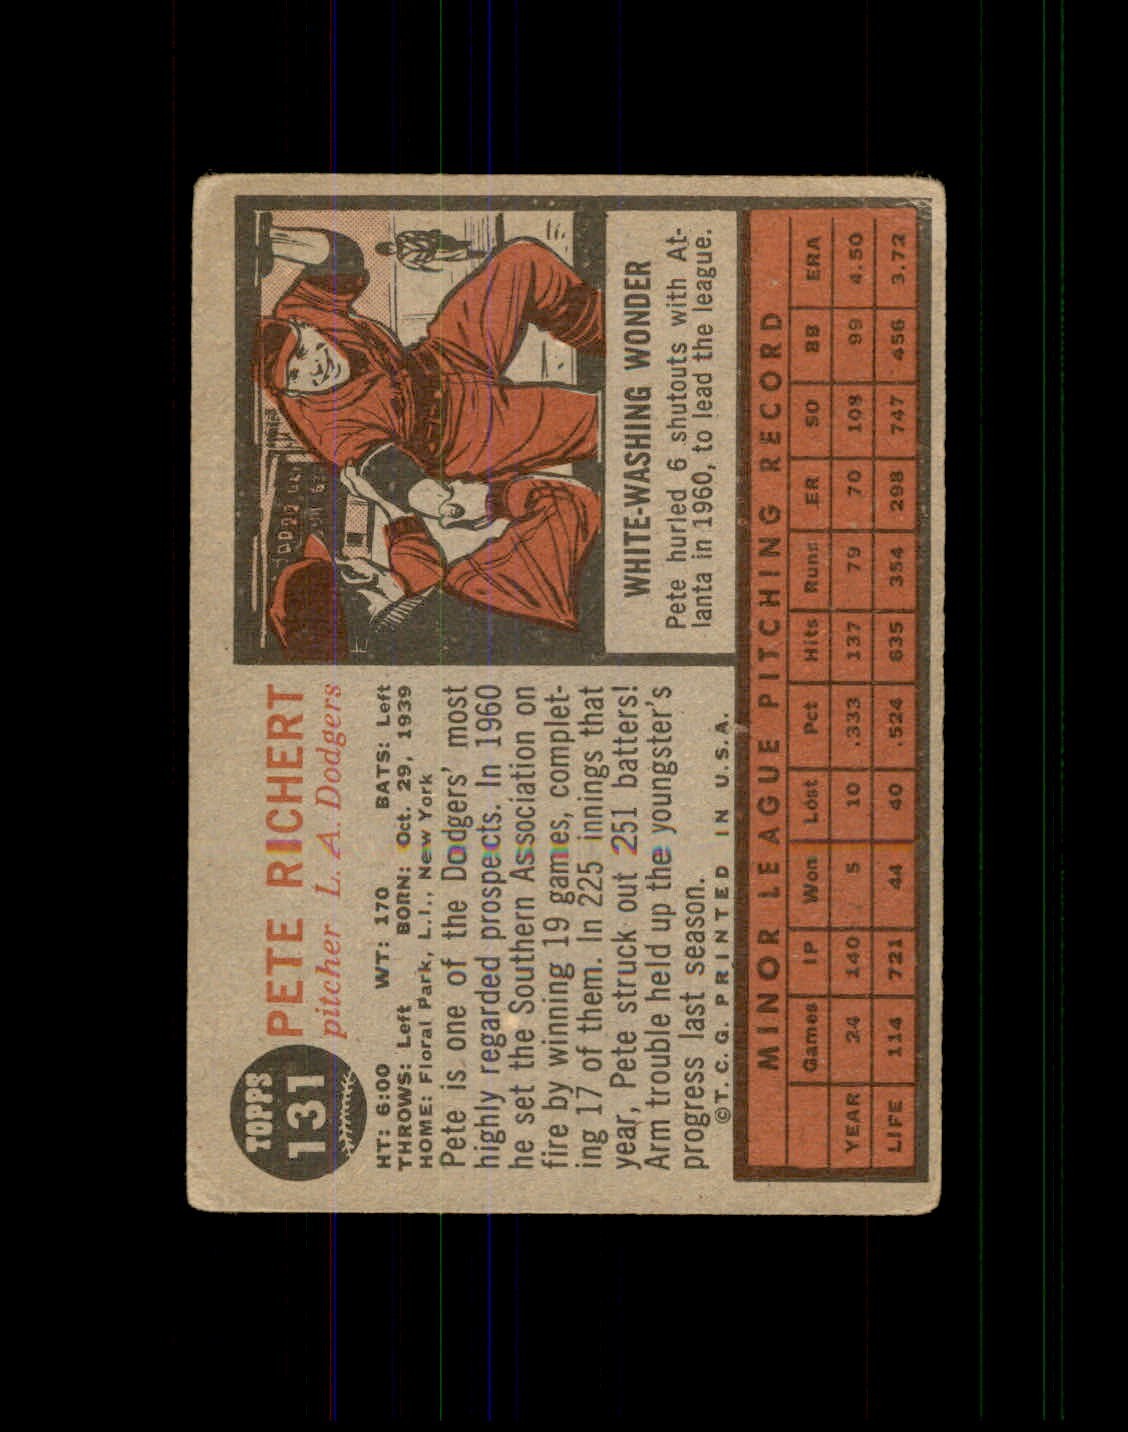 TOPPS
131
PETE RICHERT
pitcher L. A. Dodgers
HT: 6:00 WT: 170 BATS: Left
THROWS: Left BORN: Oct. 29, 1939
HOME: Floral Park, L.I., New York
Pete is one of the Dodgers' most
highly regarded prospects. In 1960
he set the Southern Association on
fire by winning 19 games, complet-
ing 17 of them. In 225 innings that
year, Pete struck out 251 batters!
Arm trouble held up the youngster's
progress last season.
©T. C. G. PRINTED IN U.S.A.
WHITE-WASHING WONDER
Pete hurled 6 shutouts with At-
lanta in 1960, to lead the league.
MINOR LEAGUE PITCHING RECORD
Games IP Won Lost Pct Hits Runs ER SO BB ERA
YEAR 24 140 5 10 .333 137 79 70 108 99 4.50
LIFE 114 721 44 40 .524 635 354 298 747 456 3.72